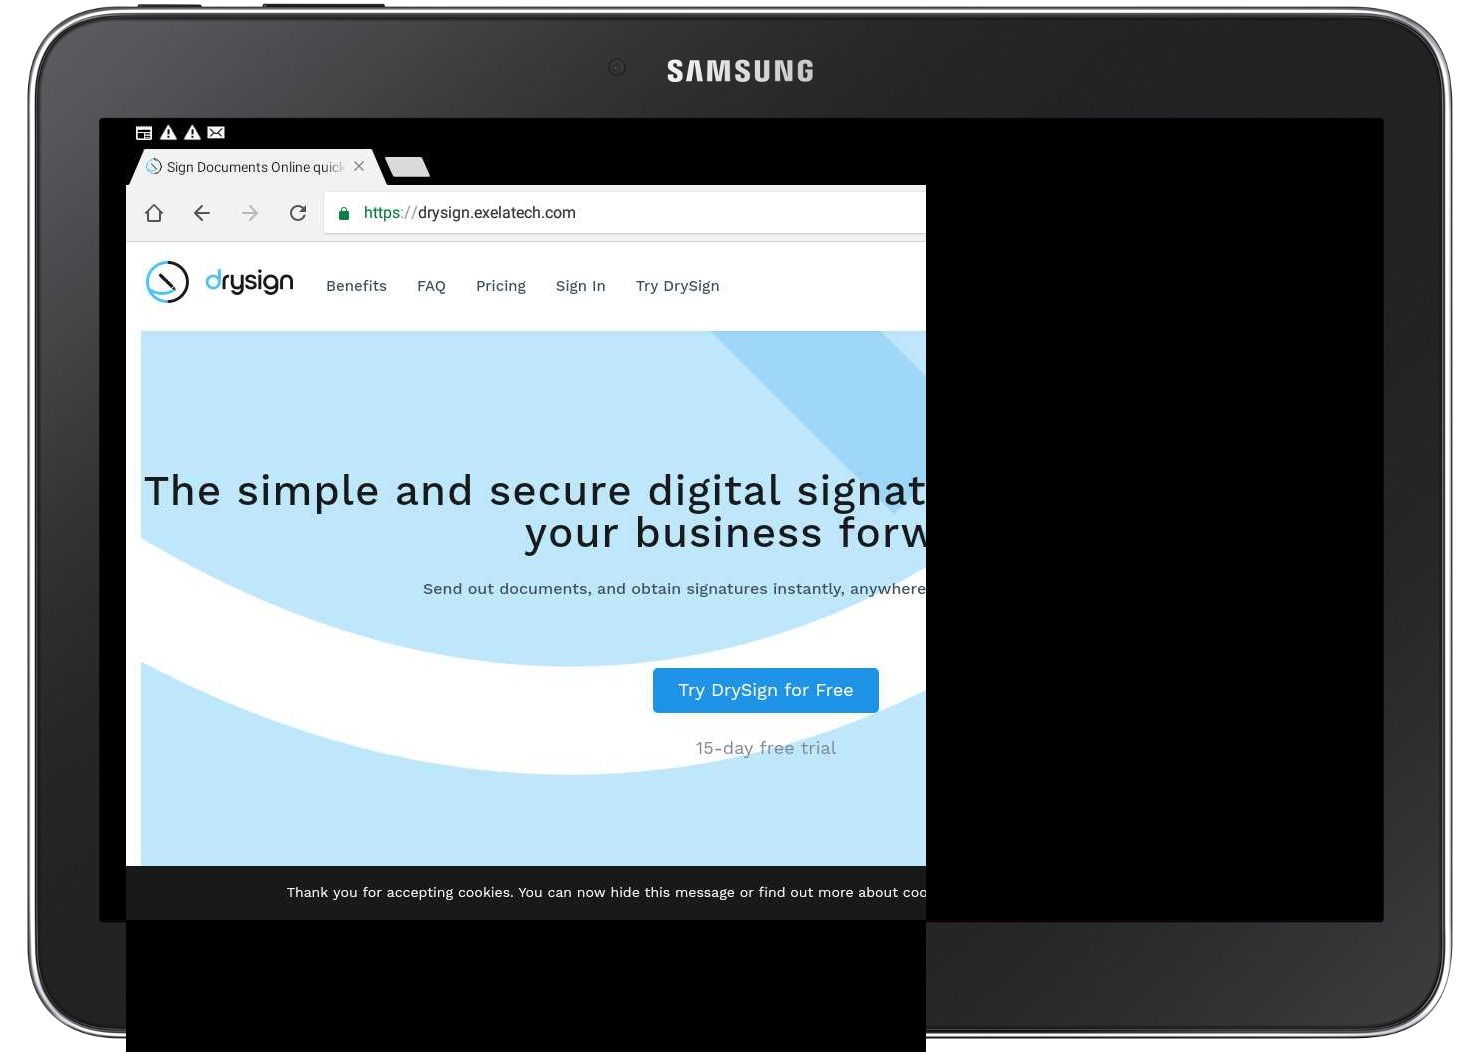 SAMSUNG
Sign Documents Online quick
https://drysign.exelatech.com
drysign Benefits FAQ Pricing Sign In Try DrySign
The simple and secure digital signat
your business forw
Send out documents, and obtain signatures instantly, anywhere
Try DrySign for Free
15-day free trial
Thank you for accepting cookies. You can now hide this message or find out more about coo